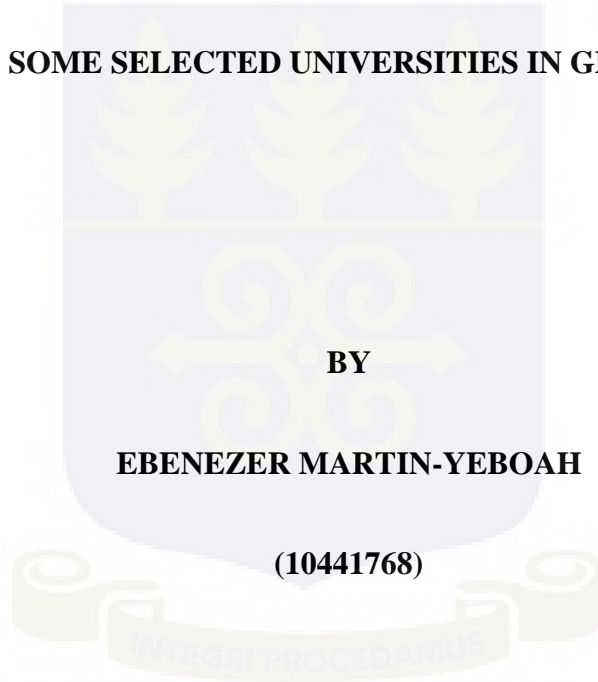 SOME SELECTED UNIVERSITIES IN
BY
EBENEZER MARTIN-YEBOAH
(10441768)
INTEGRI PROCEDAMUS